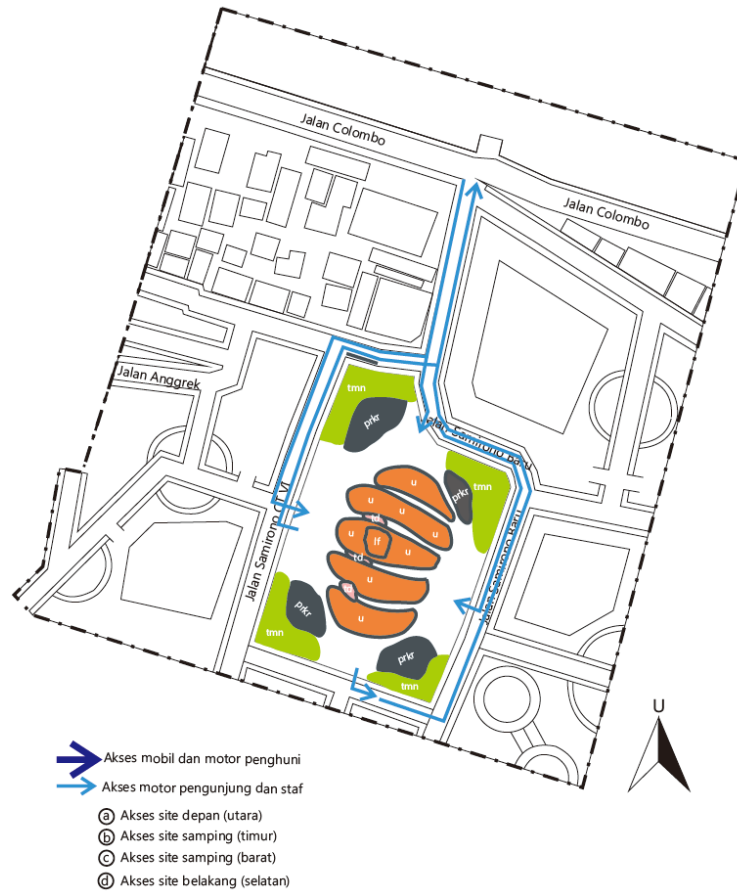 Jalan Colombo
Jalan Colombo
Jalan Anggrek
tmn
prkr
Jalan Samirono Baru
u
prkr
tmn
u
u
td
u
lf
u
td
u
Jalan Samirono CT VI
Jalan Samirono Baru
prkr
u
tmn
prkr
tmn
U
Akses mobil dan motor penghuni
Akses motor pengunjung dan staf
a Akses site depan (utara)
b Akses site samping (timur)
c Akses site samping (barat)
d Akses site belakang (selatan)